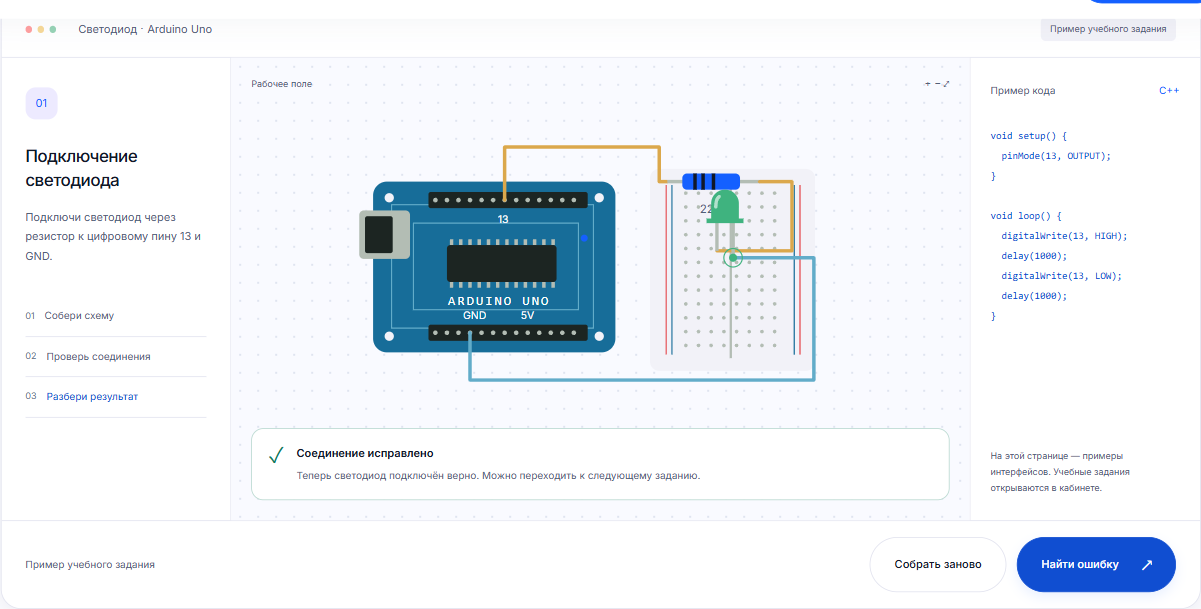 Светодиод · Arduino Uno
Пример учебного задания
01
Подключение
светодиода
Подключи светодиод через
резистор к цифровому пину 13 и
GND.
01 Собери схему
02 Проверь соединения
03 Разбери результат
Рабочее поле
+ − ⤢
13
ARDUINO UNO
GND 5V
Соединение исправлено
Теперь светодиод подключён верно. Можно переходить к следующему заданию.
Пример кода
C++
void setup() {
pinMode(13, OUTPUT);
}
void loop() {
digitalWrite(13, HIGH);
delay(1000);
digitalWrite(13, LOW);
delay(1000);
}
На этой странице — примеры
интерфейсов. Учебные задания
открываются в кабинете.
Пример учебного задания
Собрать заново
Найти ошибку ↗